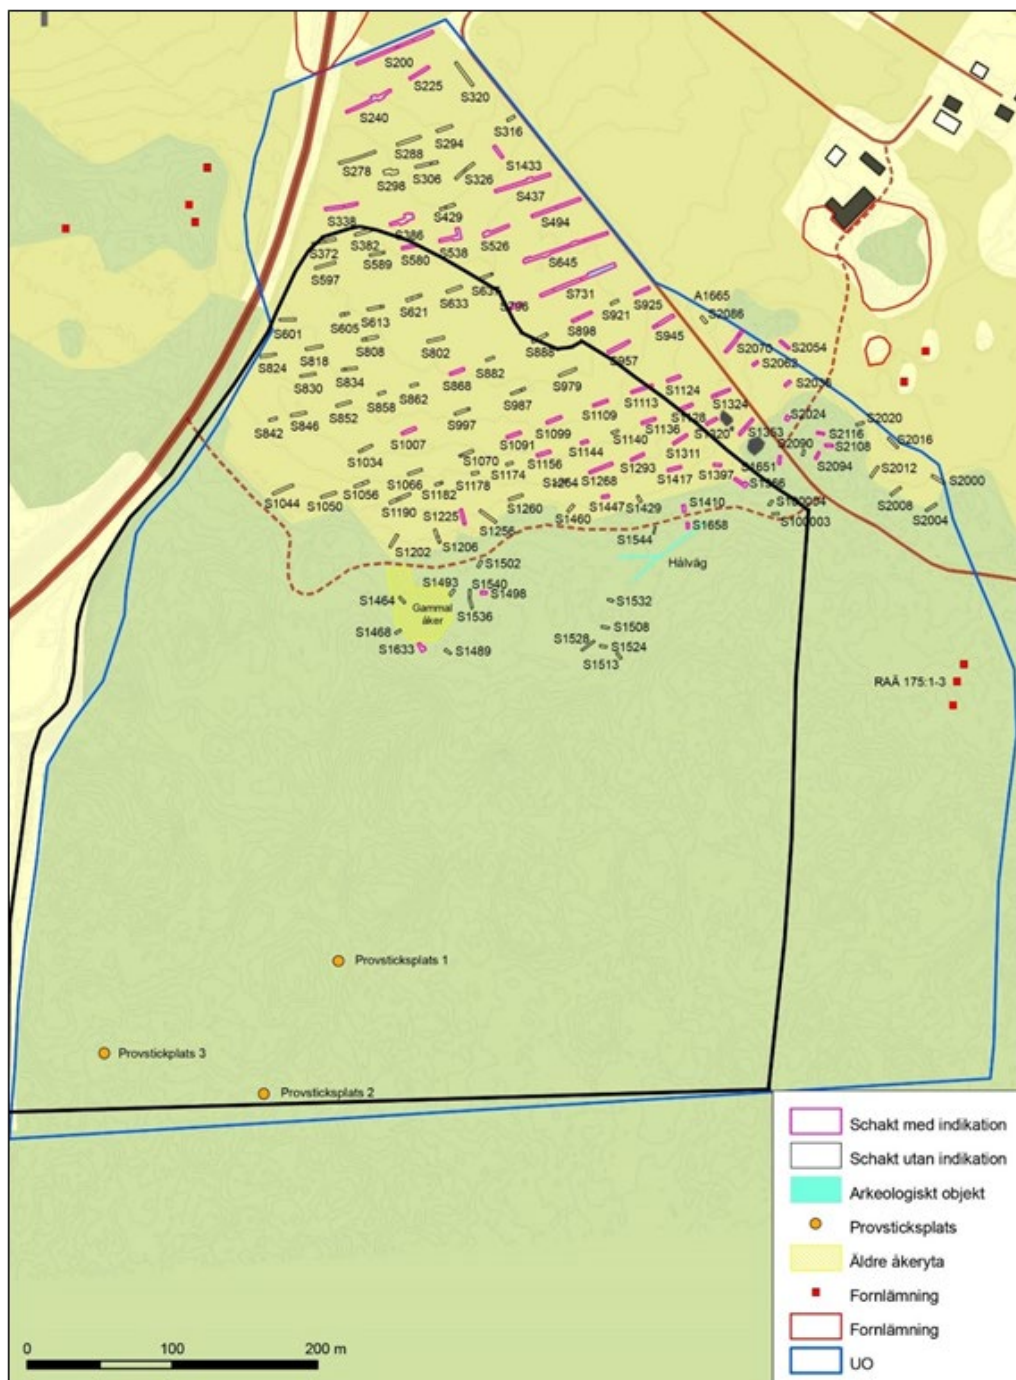 S200
S225
S320
S240
S316
S294
S288
S1433
S278
S306
S298
S326
S437
S338
S429
S494
S386
S382
S526
S372
S538
S580
S589
S645
S597
S637
S731
S633
S925
A1665
S621
S796
S921
S2086
S613
S605
S601
S898
S945
S808
S802
S888
S2054
S818
S2070
S957
S824
S882
S2062
S834
S868
S979
S830
S1124
S862
S2038
S858
S987
S1113
S1324
S852
S1109
S846
S1128
S2024
S842
S997
S1099
S1136
S1320
S1353
S2020
S1007
S1140
S2116
S2016
S1091
S1144
S1311
S2090
S2108
S1034
S1070
S1156
S1293
S1651
S2094
S1174
S1397
S2012
S1066
S1178
S1264
S1268
S1417
S1366
S2000
S1056
S1182
S1044
S1050
S1190
S1260
S1447
S1429
S1410
S100004
S2008
S1225
S1460
S100003
S2004
S1256
S1658
S1202
S1206
S1544
S1502
Hålväg
S1493
S1540
S1464
S1498
S1532
Gammal
åker
S1536
S1468
S1508
S1528
S1633
S1489
S1524
S1513
RAÄ 175:1-3
Provsticksplats 1
Provstickplats 3
Provsticksplats 2
Schakt med indikation
Schakt utan indikation
Arkeologiskt objekt
Provsticksplats
Äldre åkeryta
Fornlämning
Fornlämning
UO
0 100 200 m